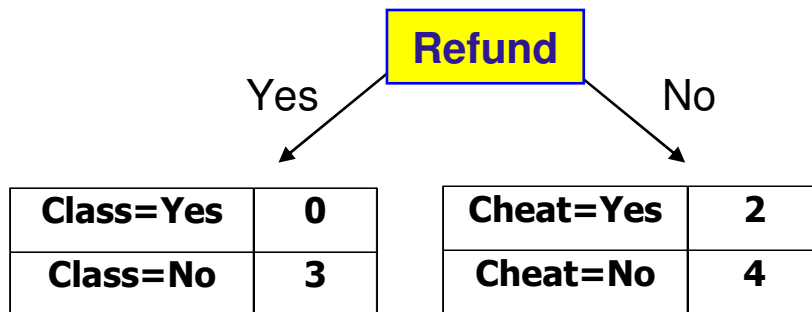 Refund
Yes No
Class=Yes 0 Cheat=Yes 2
Class=No 3 Cheat=No 4